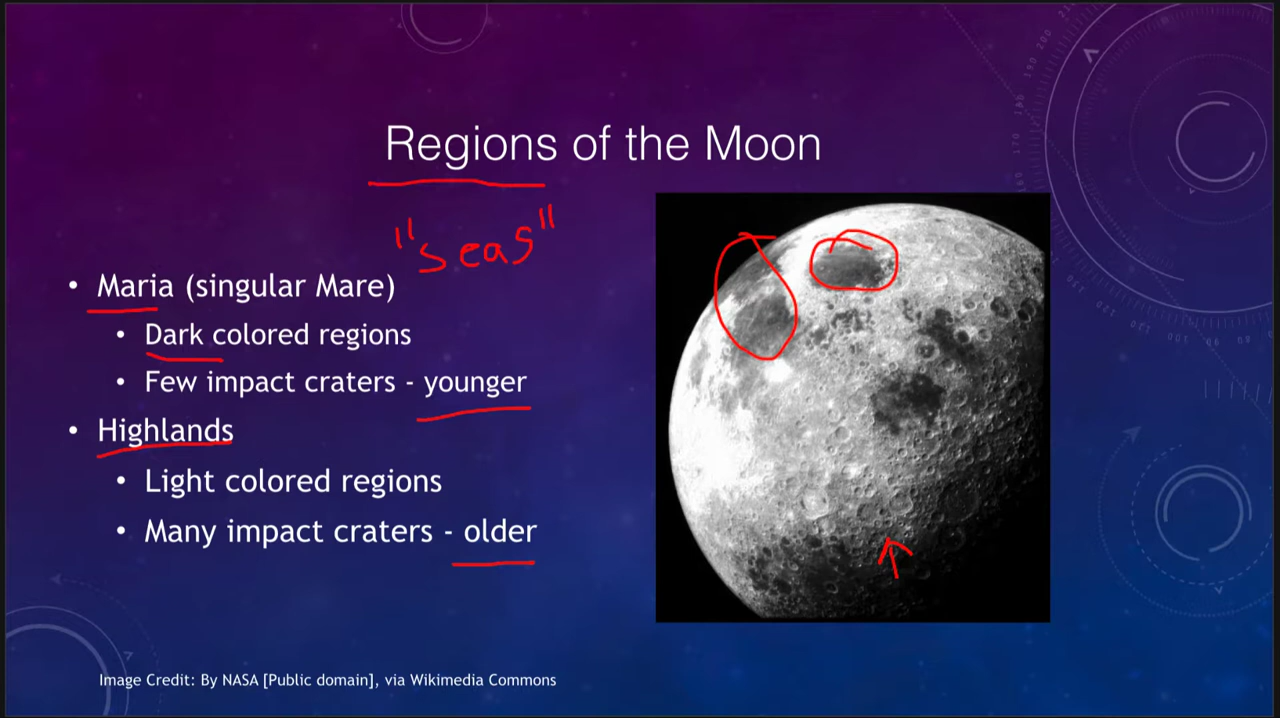 Regions of the Moon
"seas"
• Maria (singular Mare)
• Dark colored regions
• Few impact craters - younger
• Highlands
• Light colored regions
• Many impact craters - older
Image Credit: By NASA [Public domain], via Wikimedia Commons